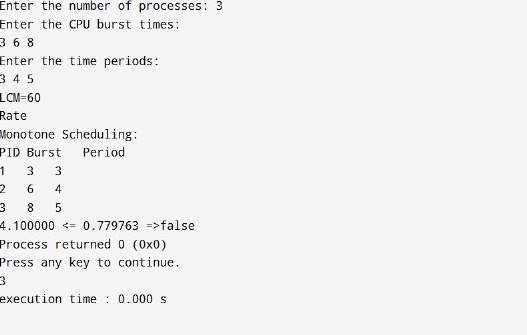 Enter the number of processes: 3
Enter the CPU burst times:
3 6 8
Enter the time periods:
3 4 5
LCM=60
Rate
Monotone Scheduling:
PID Burst   Period
1   3   3
2   6   4
3   8   5
4.100000 <= 0.779763 =>false
Process returned 0 (0x0)
Press any key to continue.
3
execution time : 0.000 s